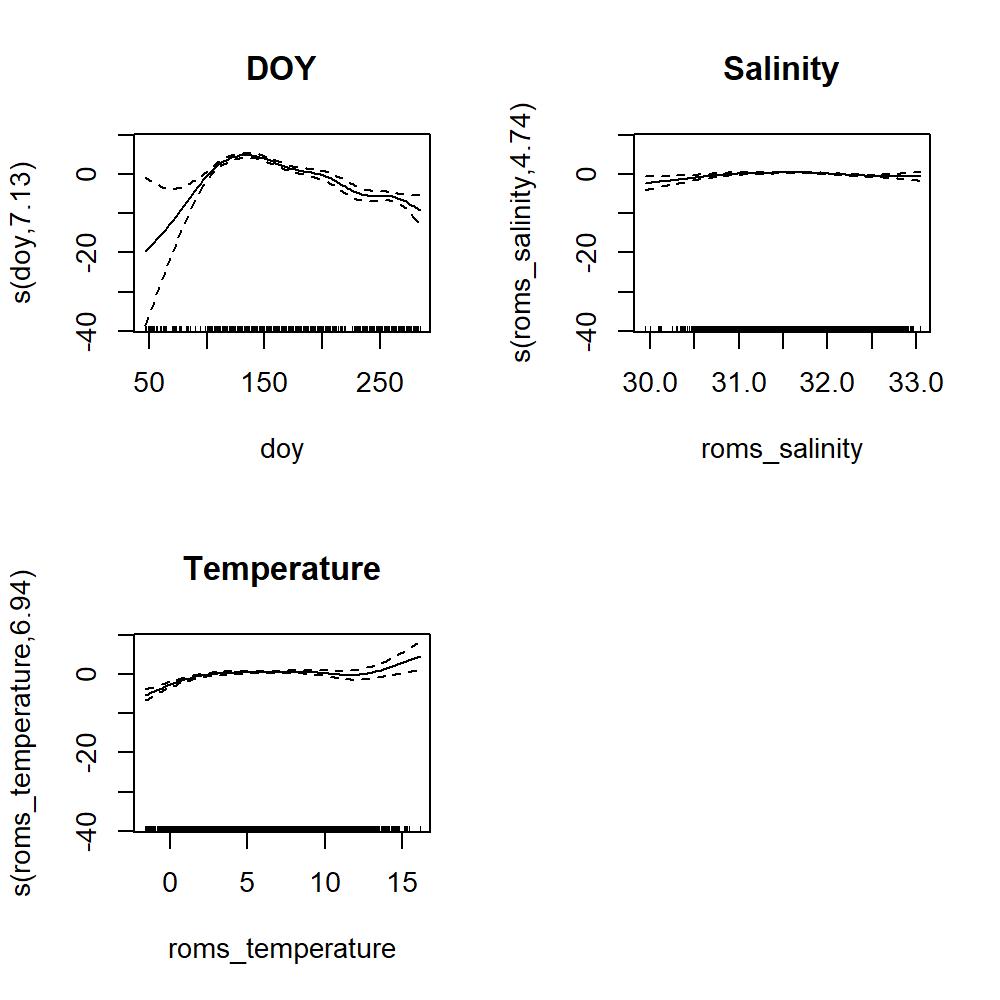 DOY
s(doy,7.13)
0
-20
-40
50 150 250
doy
Salinity
s(roms_salinity,4.74)
0
-20
-40
30.0 31.0 32.0 33.0
roms_salinity
Temperature
s(roms_temperature,6.94)
0
-20
-40
0 5 10 15
roms_temperature